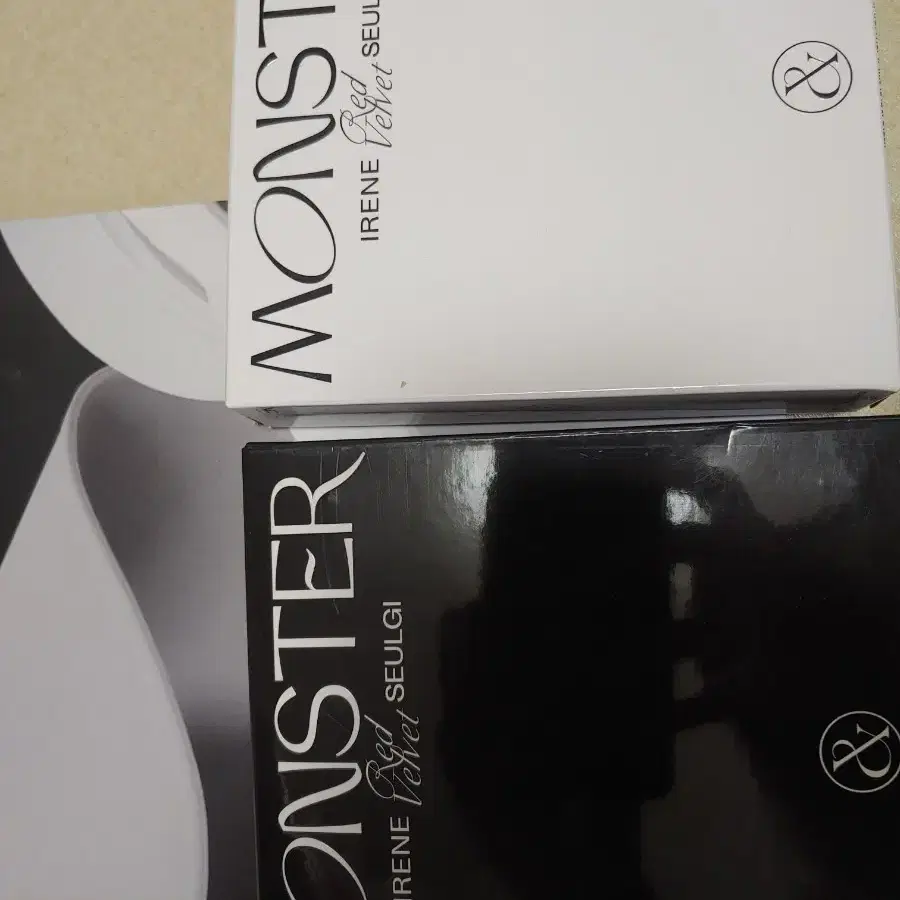 MONST
IRENE Red Velvet SEUL
&
ONSTER
IRENE Red Velvet SEULGI
&